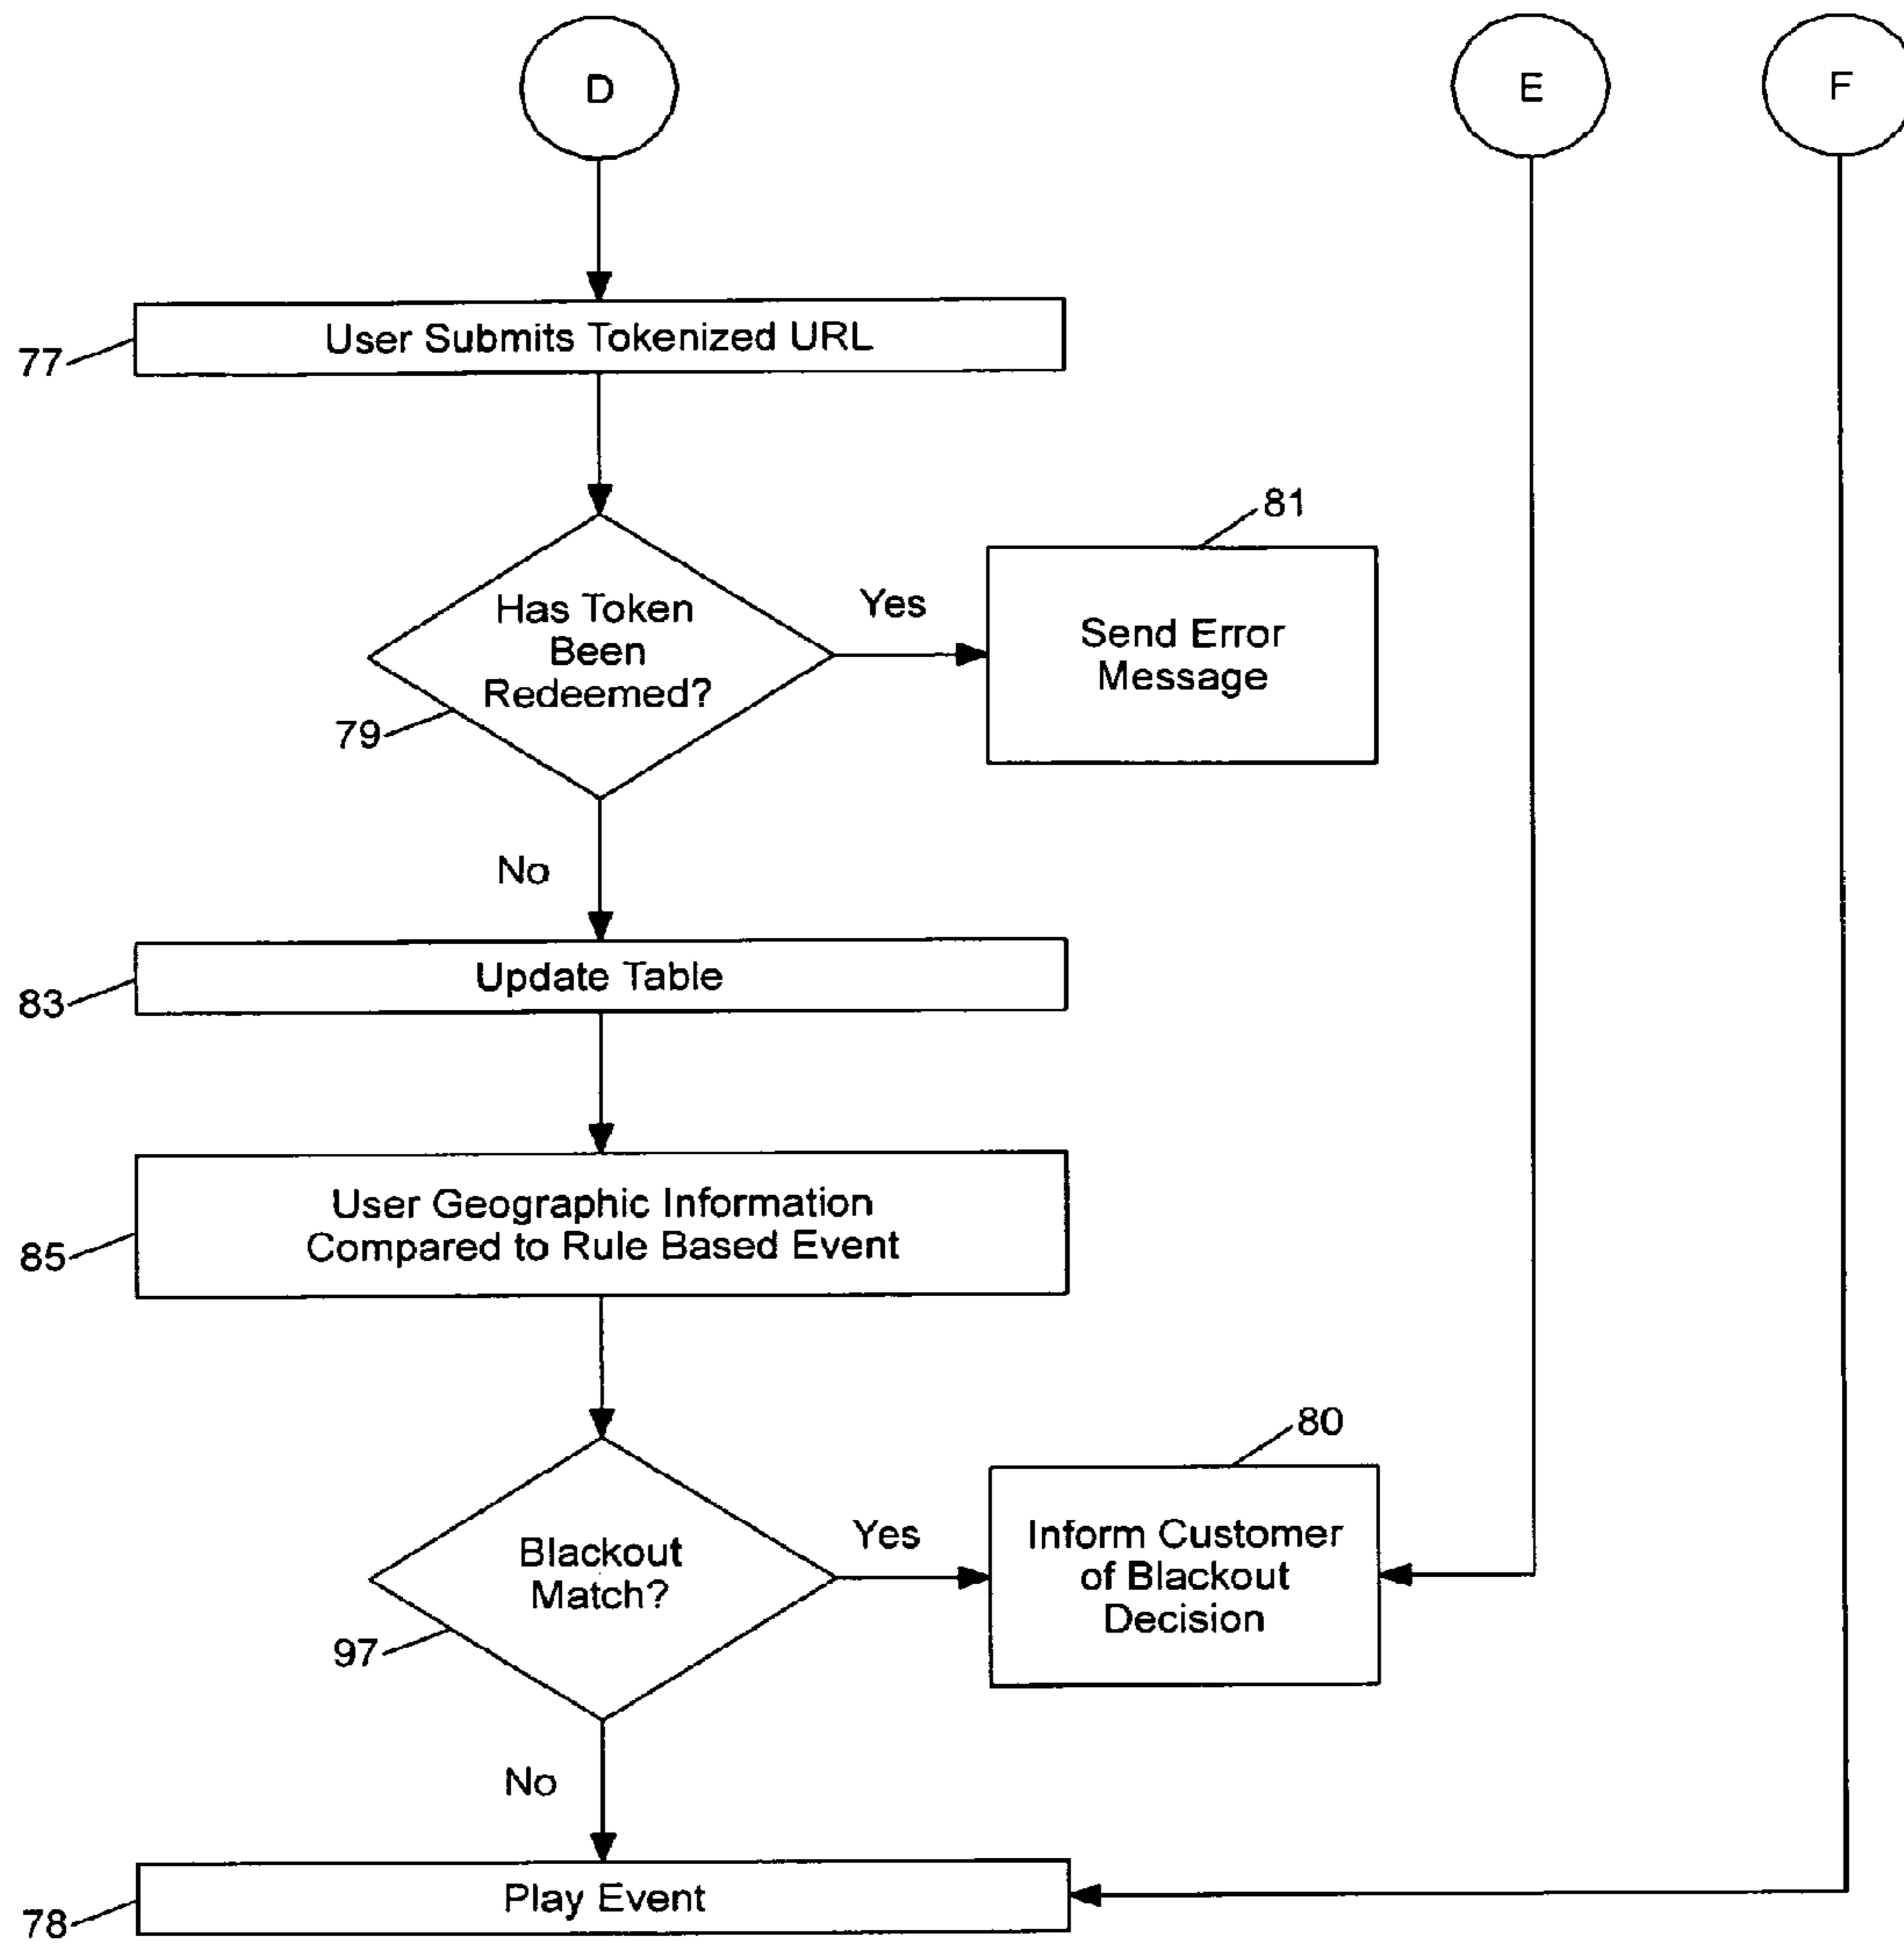 D
E
F
User Submits Tokenized URL
77
81
Has Token
Been
Redeemed?
Yes
Send Error
Message
79
No
Update Table
83
User Geographic Information
Compared to Rule Based Event
85
80
Blackout
Match?
Yes
Inform Customer
of Blackout
Decision
97
No
Play Event
78